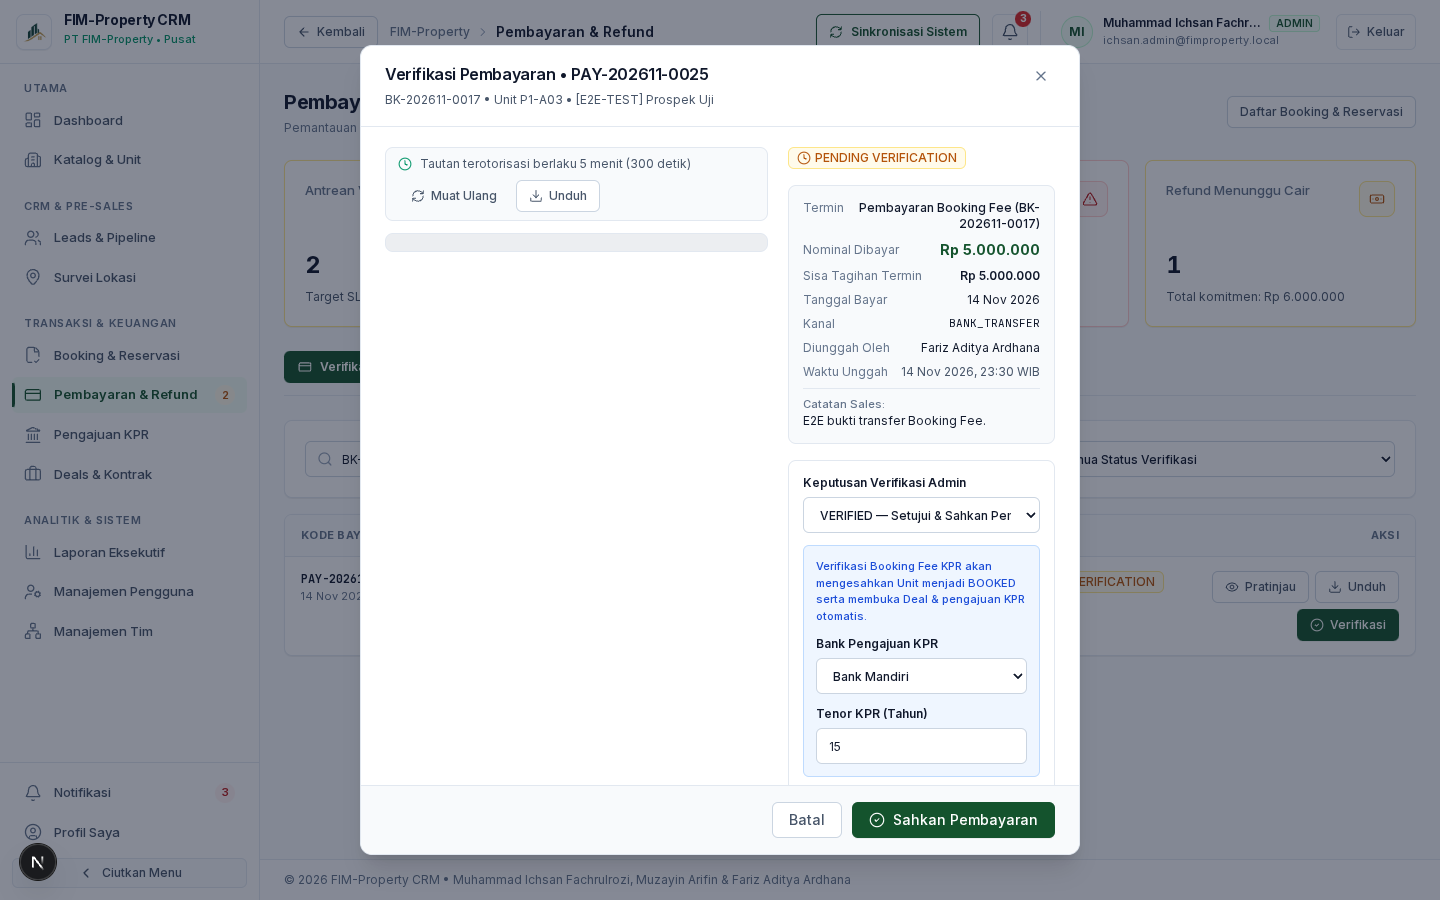 FIM-Property CRM
PT FIM-Property • Pusat
UTAMA
Dashboard
Katalog & Unit
CRM & PRE-SALES
Leads & Pipeline
Survei Lokasi
TRANSAKSI & KEUANGAN
Booking & Reservasi
Pembayaran & Refund
2
Pengajuan KPR
Deals & Kontrak
ANALITIK & SISTEM
Laporan Eksekutif
Manajemen Pengguna
Manajemen Tim
Notifikasi
3
Profil Saya
N
Ciutkan Menu
Kembali
FIM-Property
Pembayaran & Refund
Sinkronisasi Sistem
3
MI
Muhammad Ichsan Fachr...
ADMIN
ichsan.admin@fimproperty.local
Keluar
Pembay
Pemantauan
Daftar Booking & Reservasi
Antrean V
2
Target SL
Refund Menunggu Cair
1
Total komitmen: Rp 6.000.000
Verifika
BK-
nua Status Verifikasi
KODE BAY
AKSI
PAY-20261
14 Nov 202
ERIFICATION
Pratinjau
Unduh
Verifikasi
Verifikasi Pembayaran • PAY-202611-0025
BK-202611-0017 • Unit P1-A03 • [E2E-TEST] Prospek Uji
Tautan terotorisasi berlaku 5 menit (300 detik)
Muat Ulang
Unduh
PENDING VERIFICATION
Termin
Pembayaran Booking Fee (BK-
202611-0017)
Nominal Dibayar
Rp 5.000.000
Sisa Tagihan Termin
Rp 5.000.000
Tanggal Bayar
14 Nov 2026
Kanal
BANK_TRANSFER
Diunggah Oleh
Fariz Aditya Ardhana
Waktu Unggah
14 Nov 2026, 23:30 WIB
Catatan Sales:
E2E bukti transfer Booking Fee.
Keputusan Verifikasi Admin
VERIFIED — Setujui & Sahkan Per
Verifikasi Booking Fee KPR akan
mengesahkan Unit menjadi BOOKED
serta membuka Deal & pengajuan KPR
otomatis.
Bank Pengajuan KPR
Bank Mandiri
Tenor KPR (Tahun)
15
Batal
Sahkan Pembayaran
© 2026 FIM-Property CRM • Muhammad Ichsan Fachrulrozi, Muzayin Arifin & Fariz Aditya Ardhana